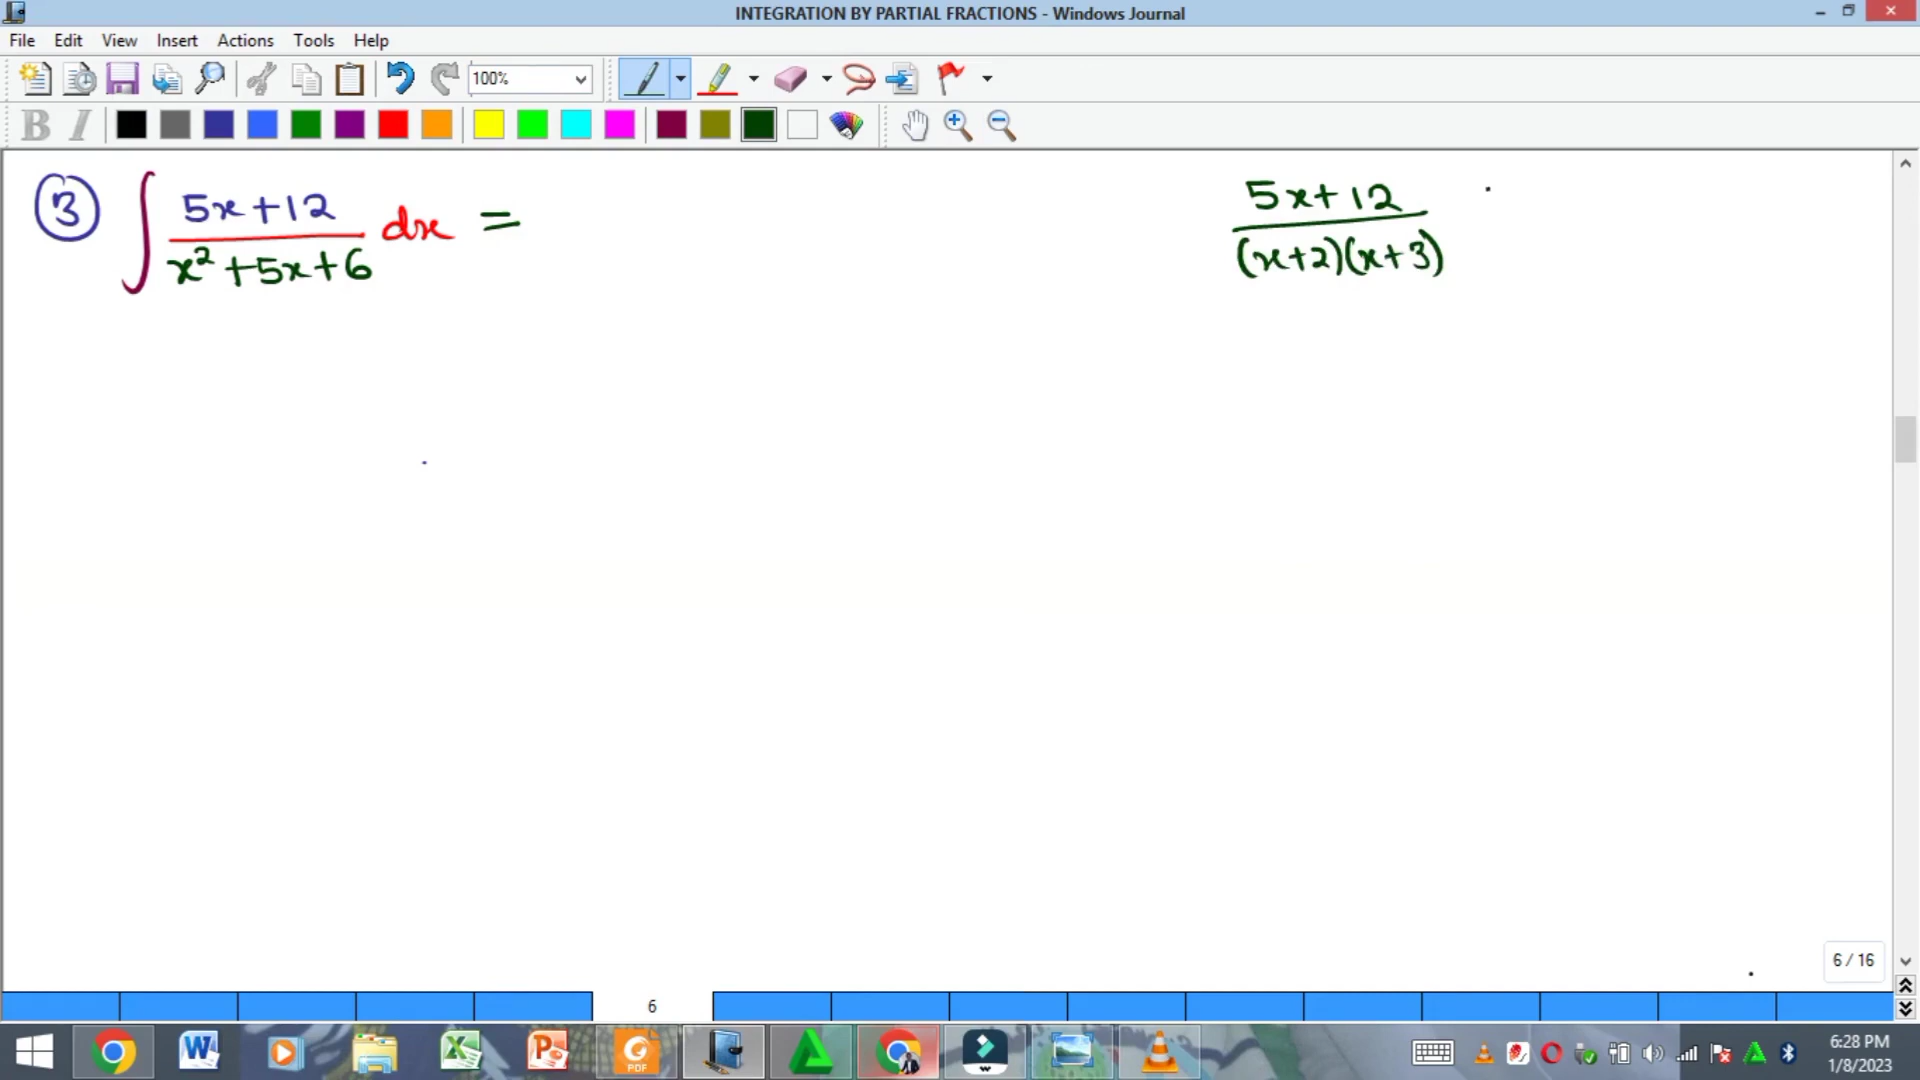 INTEGRATION BY PARTIAL FRACTIONS - Windows Journal
File Edit View Insert Actions Tools Help
100%
B I
③ ∫ (5x+12)/(x²+5x+6) dx =
(5x+12)/((x+2)(x+3))
6 / 16
6
6:28 PM
1/8/2023